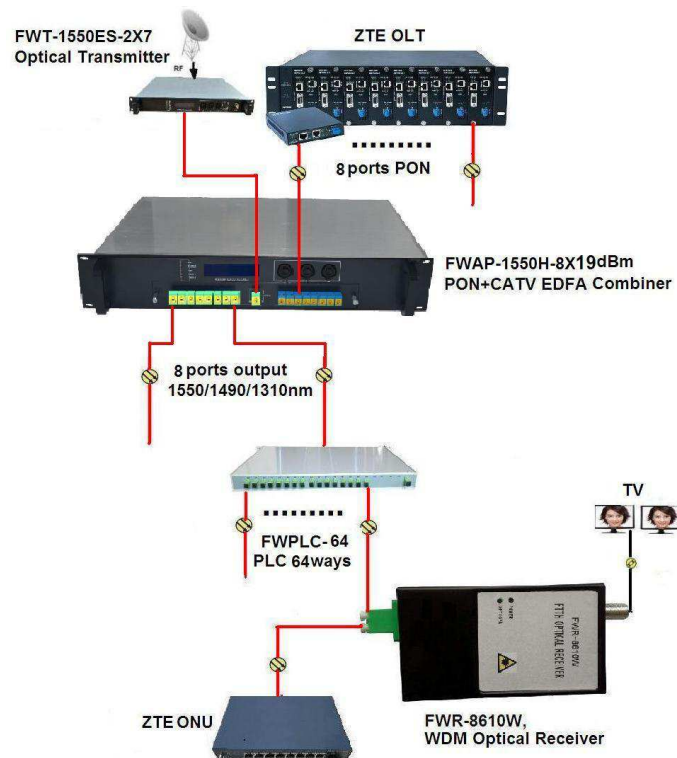 FWT-1550ES-2X7
Optical Transmitter
RF
ZTE OLT
8 ports PON
FWAP-1550H-8X19dBm
PON+CATV EDFA Combiner
8 ports output
1550/1490/1310nm
FWPLC-64
PLC 64ways
TV
FWR-8610W
FTTH OPTICAL RECEIVER
ZTE ONU
FWR-8610W,
WDM Optical Receiver